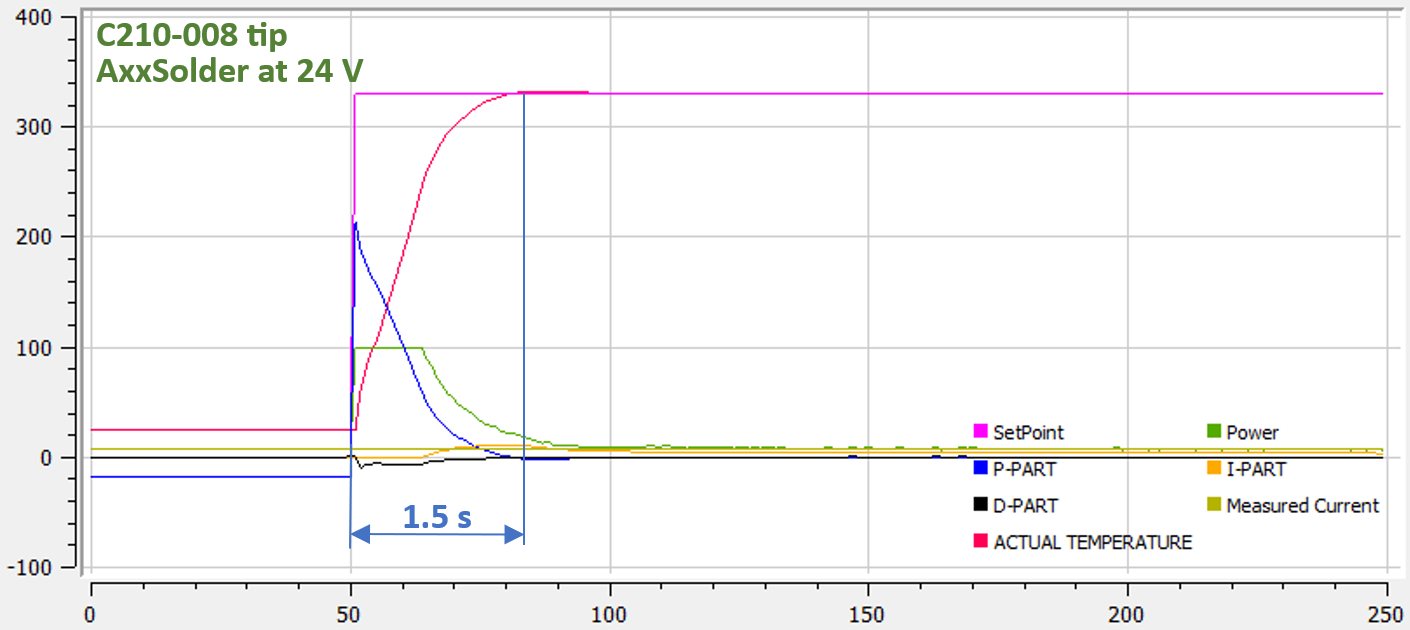 C210-008 tip
AxxSolder at 24 V
400
300
200
100
0
-100
1.5 s
SetPoint
Power
P-PART
I-PART
D-PART
Measured Current
ACTUAL TEMPERATURE
0
50
100
150
200
250